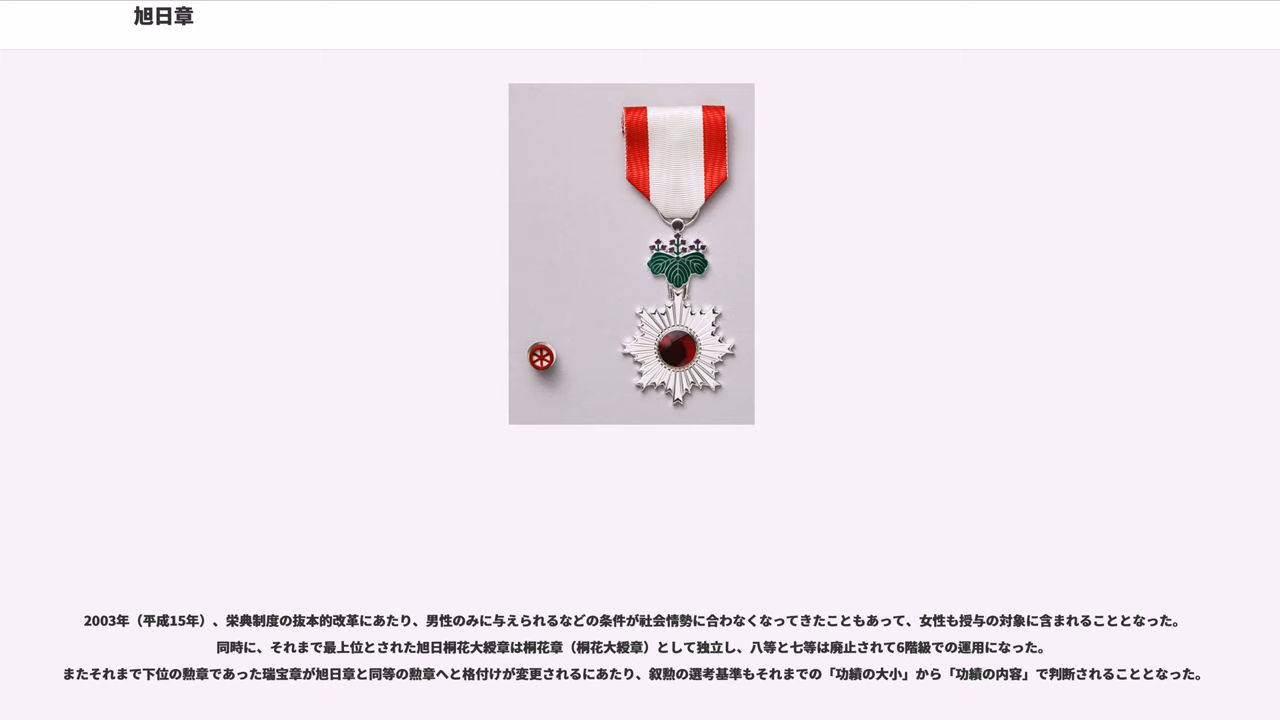 旭日章
2003年（平成15年）、栄典制度の抜本的改革にあたり、男性のみに与えられるなどの条件が社会情勢に合わなくなってきたこともあって、女性も授与の対象に含まれることとなった。
同時に、それまで最上位とされた旭日桐花大綬章は桐花章（桐花大綬章）として独立し、八等と七等は廃止されて6階級での運用になった。
またそれまで下位の勲章であった瑞宝章が旭日章と同等の勲章へと格付けが変更されるにあたり、叙勲の選考基準もそれまでの「功績の大小」から「功績の内容」で判断されることとなった。